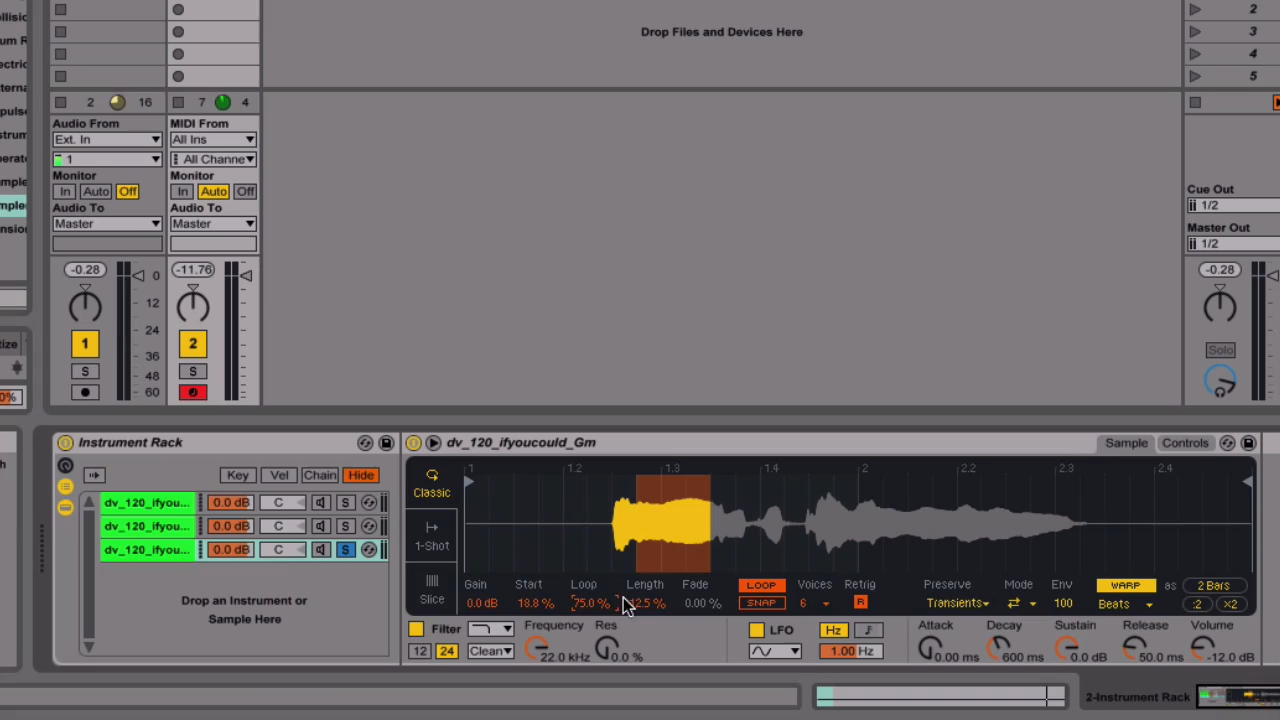 Drop Files and Devices Here
2
3
4
5
2 16 7 4
Audio From MIDI From
Ext. In All Ins
1 All Channe
Monitor Monitor
In Auto Off In Auto Off
Audio To Audio To
Master Master
Cue Out
1/2
Master Out
1/2
-0.28 0 -11.76 -0.28
12
24
1 2
36
S S Solo
48
60
0%
Instrument Rack
Key Vel Chain Hide
dv_120_ifyou... 0.0 dB C S
dv_120_ifyou... 0.0 dB C S
dv_120_ifyou... 0.0 dB C S
Drop an Instrument or
Sample Here
dv_120_ifyoucould_Gm Sample Controls
1 1.2 1.3 1.4 2 2.2 2.3 2.4
Classic
1-Shot
Slice
Gain Start Loop Length Fade LOOP Voices Retrig Preserve Mode Env WARP as 2 Bars
0.0 dB 18.8 % 75.0 % 2.5 % 0.00 % SNAP 6 R Transients 100 Beats :2 ×2
Filter Frequency Res LFO Hz Attack Decay Sustain Release Volume
12 24 Clean 22.0 kHz 0.0 % 1.00 Hz 0.00 ms 600 ms 0.0 dB 50.0 ms -12.0 dB
2-Instrument Rack